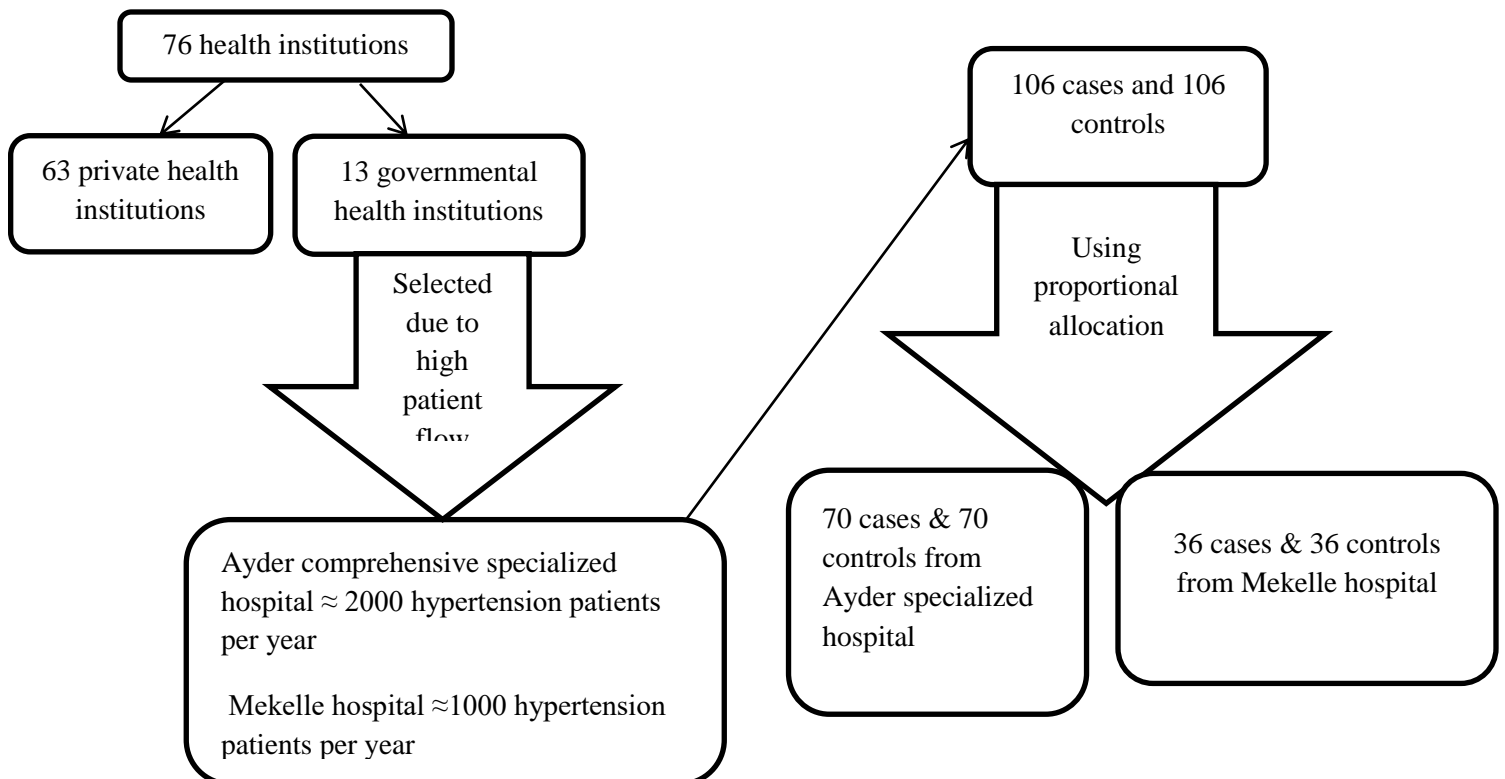 76 health institutions
63 private health
institutions
13 governmental
health institutions
Selected
due to
high
patient
flow
Ayder comprehensive specialized
hospital ≈ 2000 hypertension patients
per year
Mekelle hospital ≈1000 hypertension
patients per year
106 cases and 106
controls
Using
proportional
allocation
70 cases & 70
controls from
Ayder specialized
hospital
36 cases & 36 controls
from Mekelle hospital